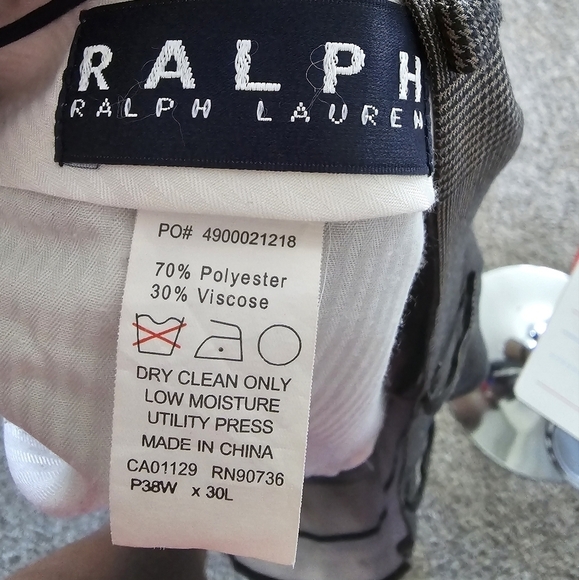 RALPH
RALPH LAUREN
PO# 4900021218
70% Polyester
30% Viscose
DRY CLEAN ONLY
LOW MOISTURE
UTILITY PRESS
MADE IN CHINA
CA01129 RN90736
P38W x 30L